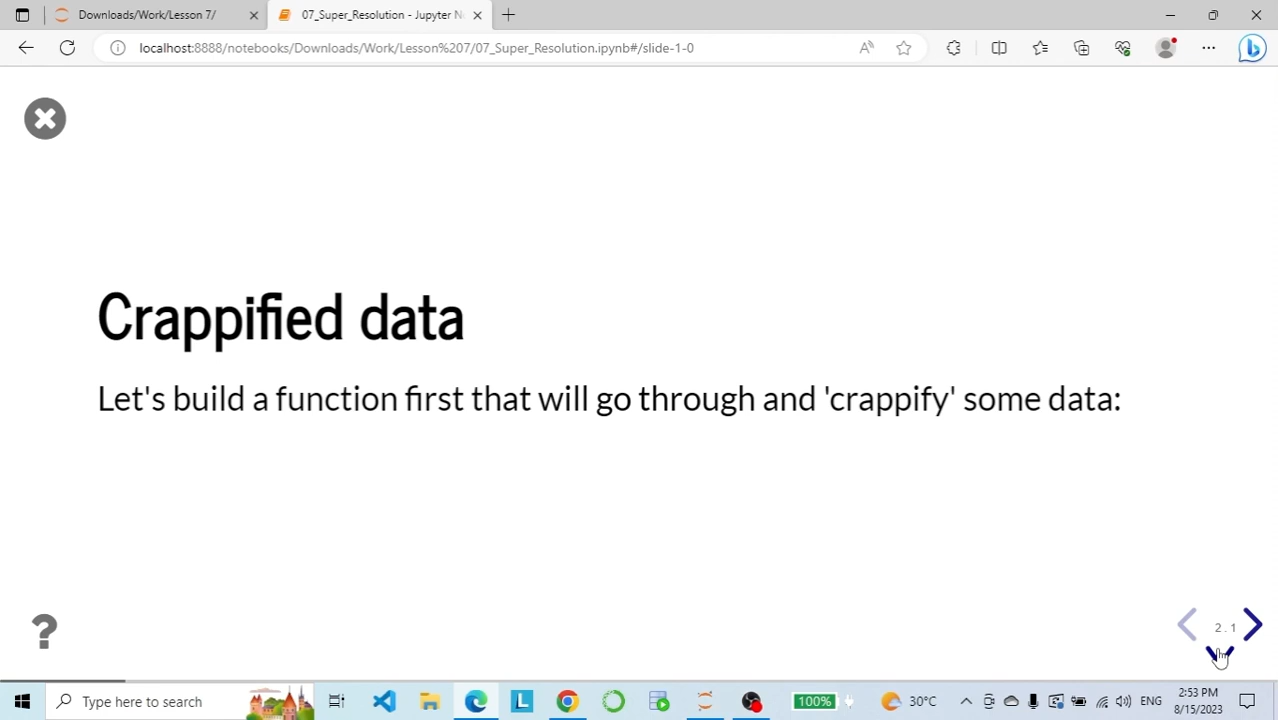 Downloads/Work/Lesson 7/
07_Super_Resolution - Jupyter N
localhost:8888/notebooks/Downloads/Work/Lesson%207/07_Super_Resolution.ipynb#/slide-1-0
Crappified data
Let's build a function first that will go through and 'crappify' some data:
?
2.1
Type here to search
L
100%
30°C
ENG
2:53 PM
8/15/2023